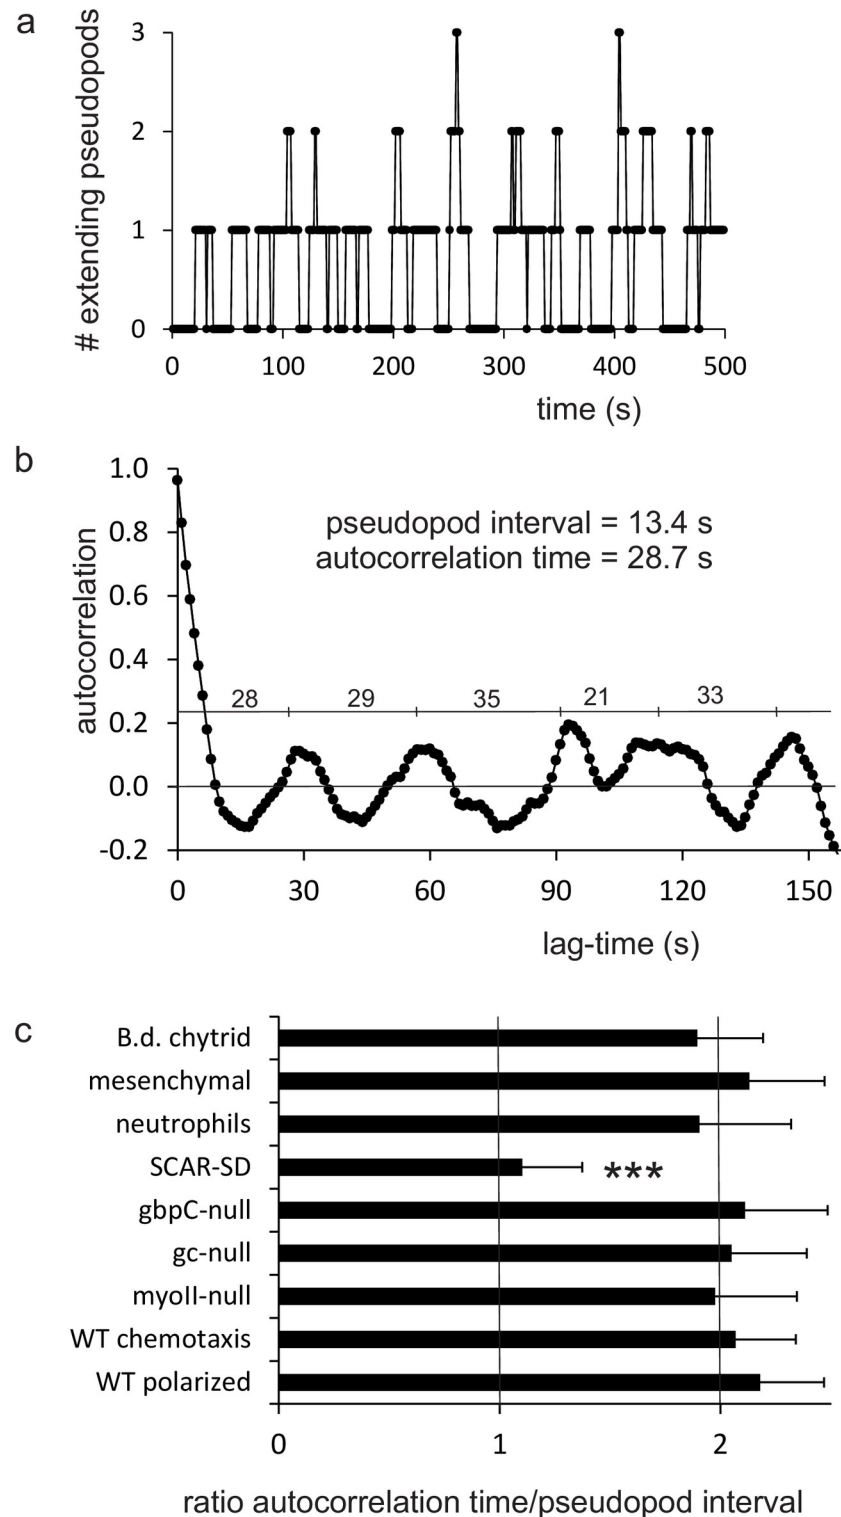 a
# extending pseudopods
3
2
1
0
0 100 200 300 400 500
time (s)
b
autocorrelation
1.0
0.8
0.6
0.4
0.2
0.0
-0.2
pseudopod interval = 13.4 s
autocorrelation time = 28.7 s
28 29 35 21 33
0 30 60 90 120 150
lag-time (s)
c
B.d. chytrid
mesenchymal
neutrophils
SCAR-SD
***
gbpC-null
gc-null
myoII-null
WT chemotaxis
WT polarized
0 1 2
ratio autocorrelation time/pseudopod interval